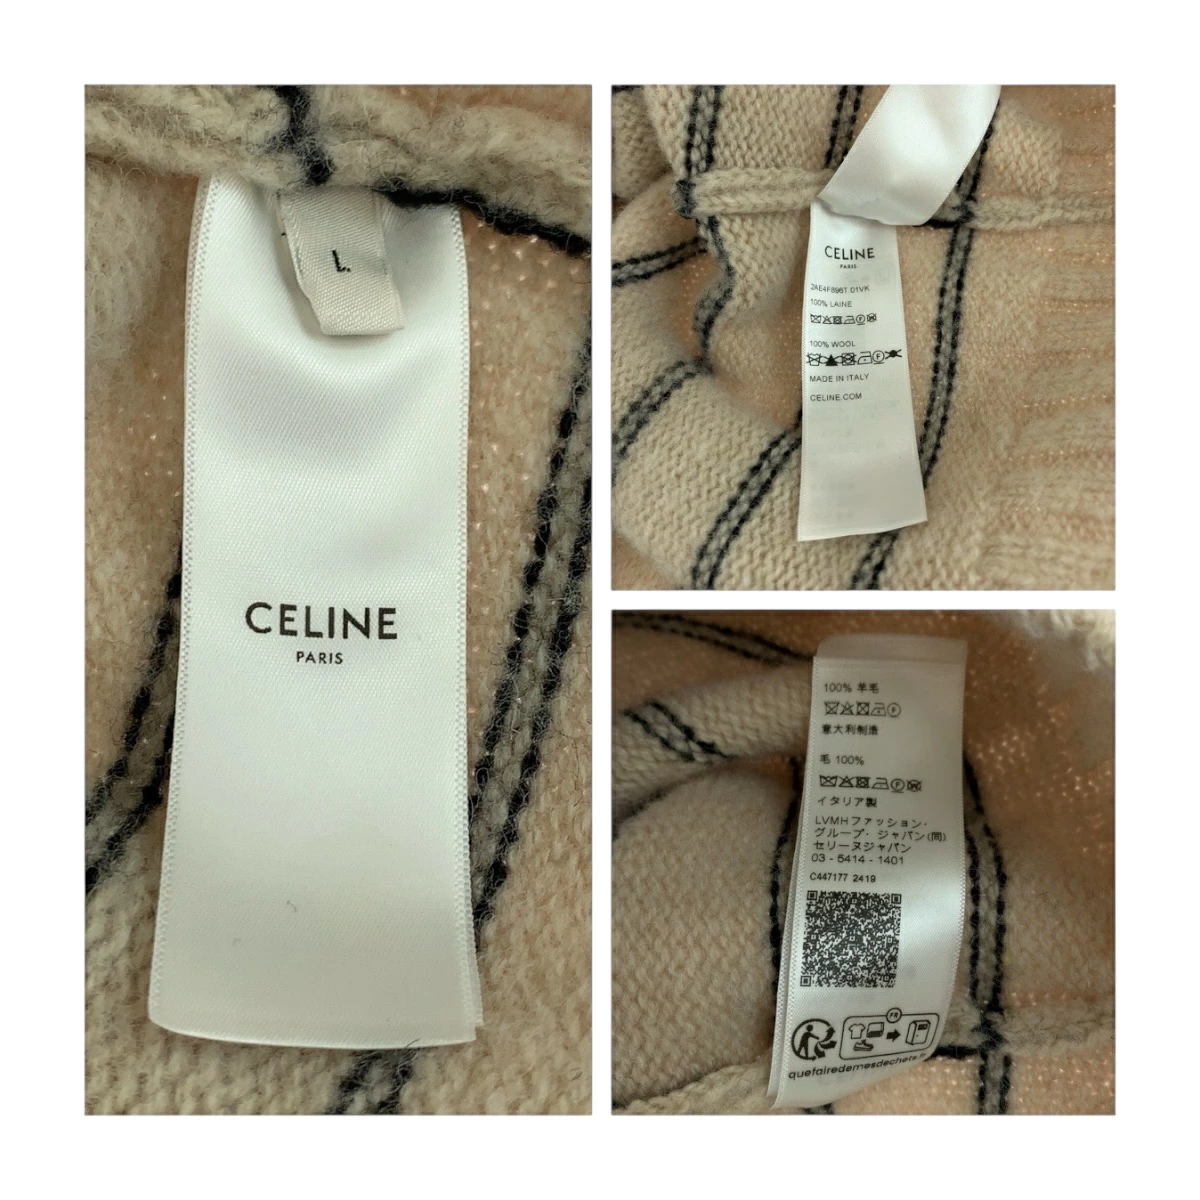 L
CELINE
PARIS
CELINE
PARIS
2AE4F896T.01VK
100% LAINE
100% WOOL
MADE IN ITALY
CELINE.COM
100% 羊毛
意大利制造
毛 100%
イタリア製
LVMHファッション・
グループ・ジャパン(同)
セリーヌジャパン
03 - 5414 - 1401
C447177 2419
FR
quefairedemesdechets.fr